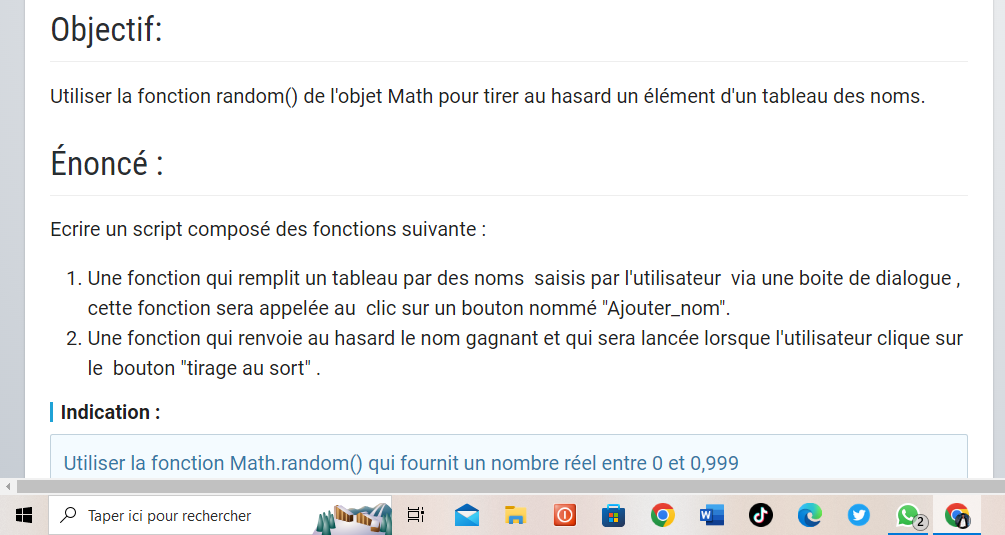 Objectif:
Utiliser la fonction random() de l'objet Math pour tirer au hasard un élément d'un tableau des noms.
Énoncé :
Ecrire un script composé des fonctions suivante :
1. Une fonction qui remplit un tableau par des noms saisis par l'utilisateur via une boite de dialogue ,
cette fonction sera appelée au clic sur un bouton nommé "Ajouter_nom".
2. Une fonction qui renvoie au hasard le nom gagnant et qui sera lancée lorsque l'utilisateur clique sur
le bouton "tirage au sort" .
Indication :
Utiliser la fonction Math.random() qui fournit un nombre réel entre 0 et 0,999
Taper ici pour rechercher
W
2